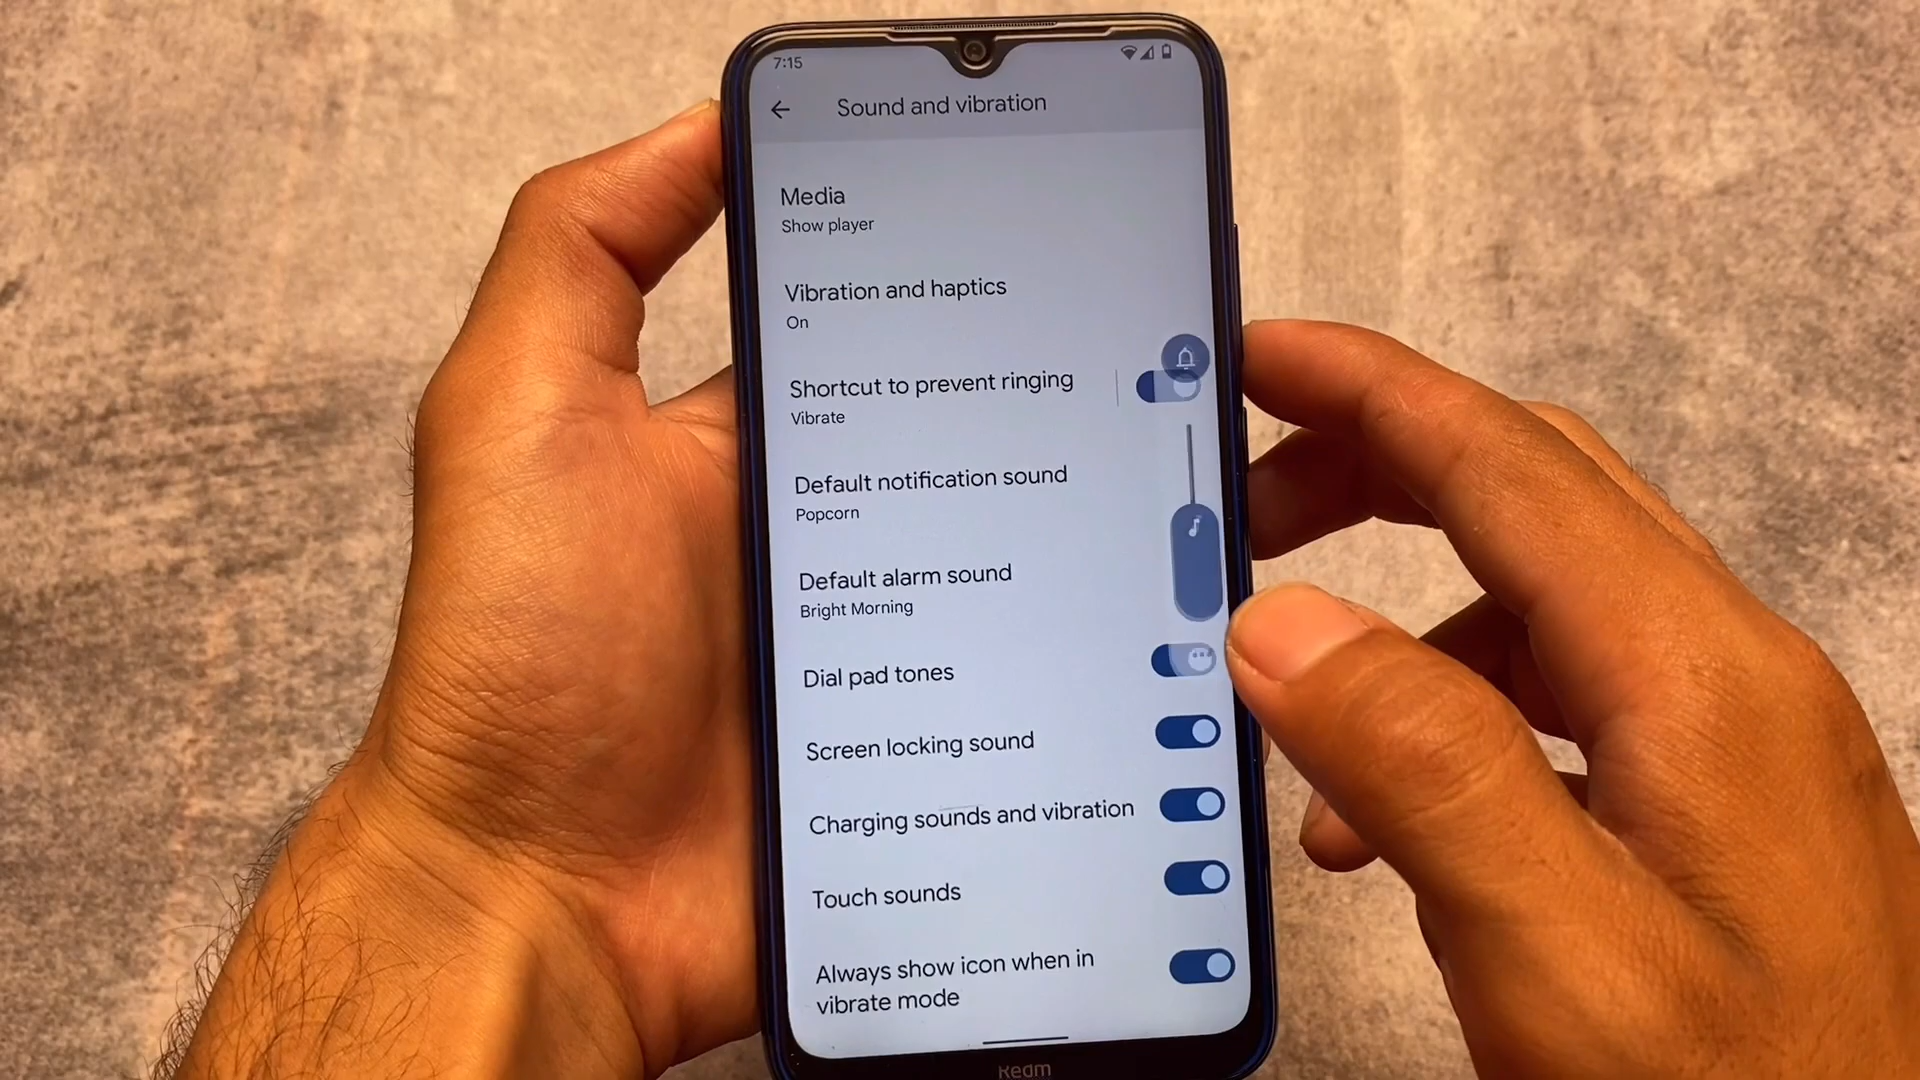 7:15
Sound and vibration
Media
Show player
Vibration and haptics
On
Shortcut to prevent ringing
Vibrate
Default notification sound
Popcorn
Default alarm sound
Bright Morning
Dial pad tones
Screen locking sound
Charging sounds and vibration
Touch sounds
Always show icon when in
vibrate mode
Redm